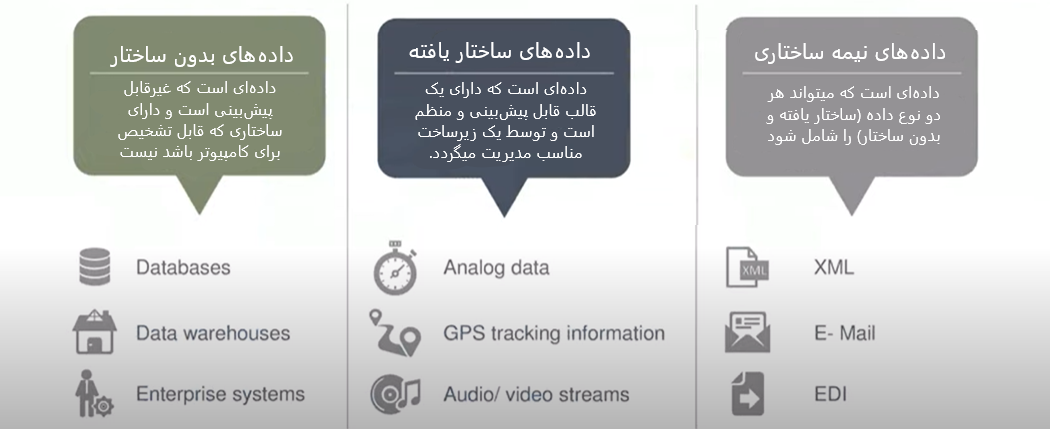 داده‌های نیمه ساختاری
داده‌ای است که میتواند هر
دو نوع داده (ساختار یافته و
بدون ساختار) را شامل شود
XML
XML
E- Mail
EDI
داده‌های ساختار یافته
داده‌ای است که دارای یک
قالب قابل پیش‌بینی و منظم
است و توسط یک زیرساخت
مناسب مدیریت میگردد.
Analog data
GPS tracking information
Audio/ video streams
داده‌های بدون ساختار
داده‌ای است که غیرقابل
پیش‌بینی است و دارای
ساختاری که قابل تشخیص
برای کامپیوتر باشد نیست
Databases
Data warehouses
Enterprise systems